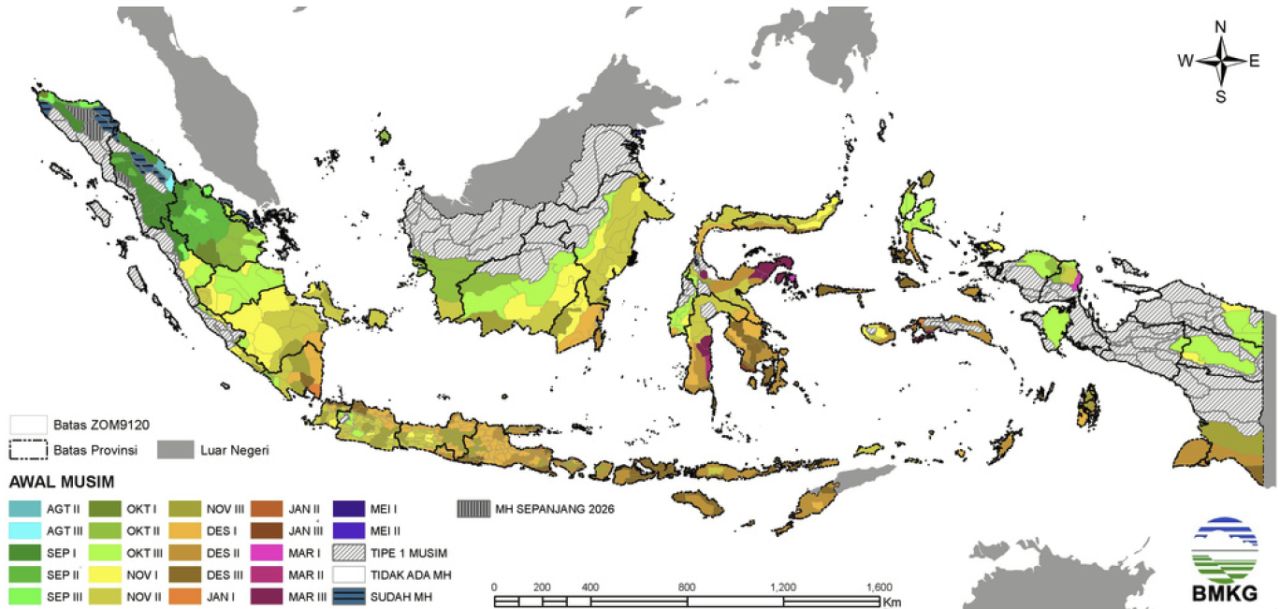 N
W E
S
Batas ZOM9120
Batas Provinsi Luar Negeri
AWAL MUSIM
AGT II OKT I NOV III JAN II MEI I MH SEPANJANG 2026
AGT III OKT II DES I JAN III MEI II
SEP I OKT III DES II MAR I TIPE 1 MUSIM
SEP II NOV I DES III MAR II TIDAK ADA MH
SEP III NOV II JAN I MAR III SUDAH MH
0 200 400 800 1,200 1,600
Km
BMKG